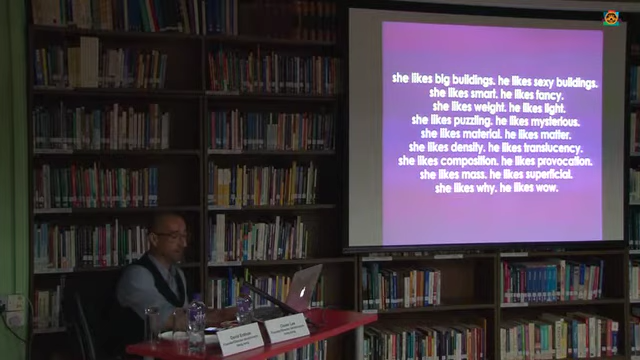 she likes big buildings. he likes sexy buildings.
she likes smart. he likes fancy.
she likes weight. he likes light.
she likes puzzling. he likes mysterious.
she likes material. he likes matter.
she likes density. he likes translucency.
she likes composition. he likes provocation.
she likes mass. he likes superficial.
she likes why. he likes wow.